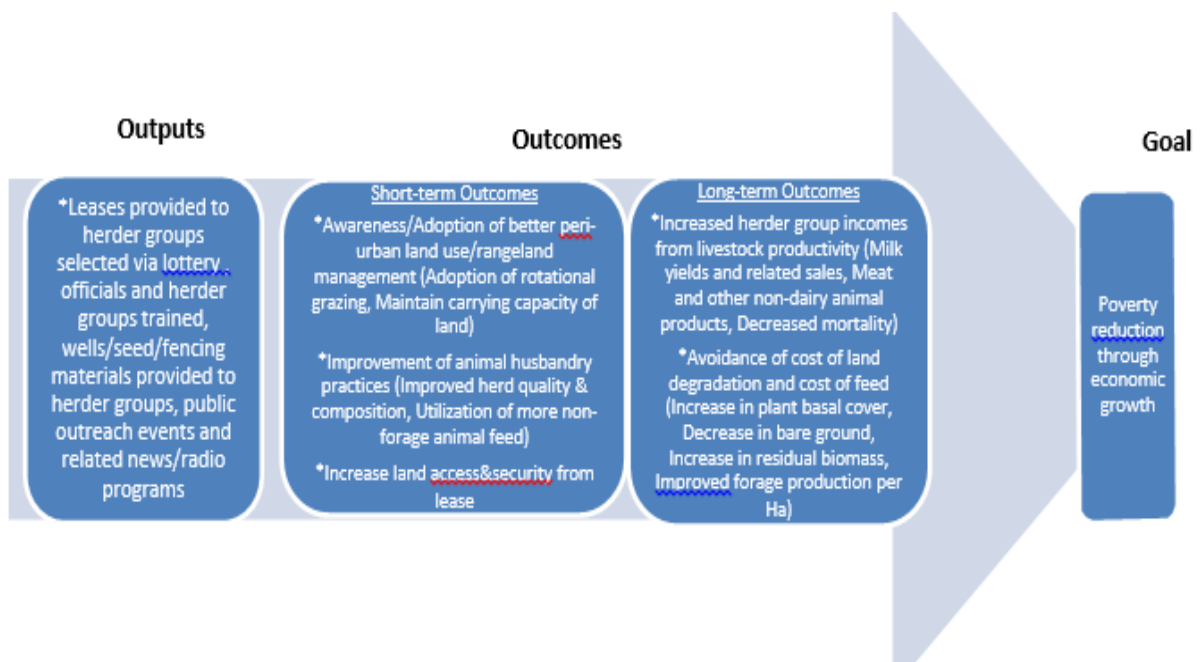 Outputs
Outcomes
Goal
*Leases provided to
herder groups
selected via lottery ,
officials and herder
groups trained,
wells/seed/fencing
materials provided to
herder groups, public
outreach events and
related news/radio
programs
Short-term Outcomes
*Awareness/Adoption of better peri-
urban land use/rangeland
management (Adoption of rotational
grazing, Maintain carrying capacity of
land)
*Improvement of animal husbandry
practices (Improved herd quality &
composition, Utilization of more non-
forage animal feed)
*Increase land access&security from
lease
Long-term Outcomes
*Increased herder group incomes
from livestock productivity (Milk
yields and related sales, Meat
and other non-dairy animal
products, Decreased mortality)
*Avoidance of cost of land
degradation and cost of feed
(Increase in plant basal cover,
Decrease in bare ground,
Increase in residual biomass,
Improved forage production per
Ha)
Poverty
reduction
through
economic
growth